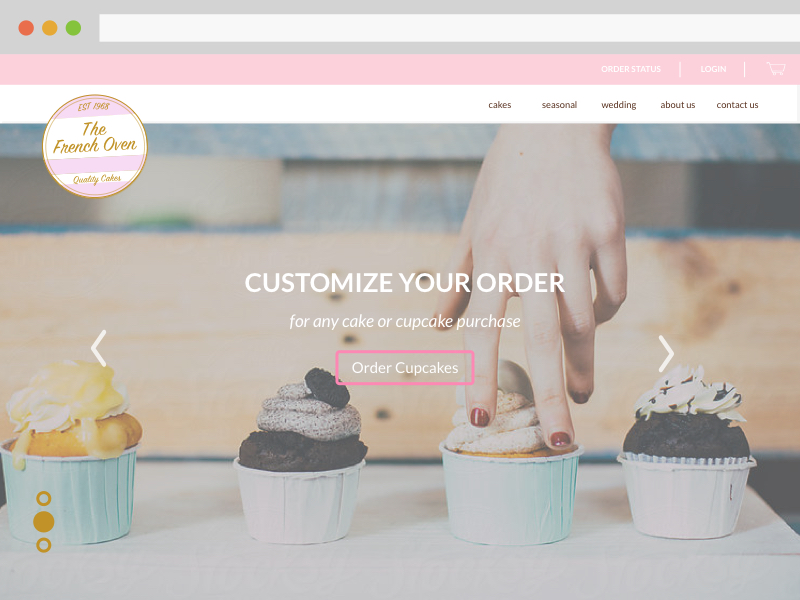 ORDER STATUS
LOGIN
EST 1968
The
French Oven
Quality Cakes
cakes
seasonal
wedding
about us
contact us
CUSTOMIZE YOUR ORDER
for any cake or cupcake purchase
Order Cupcakes